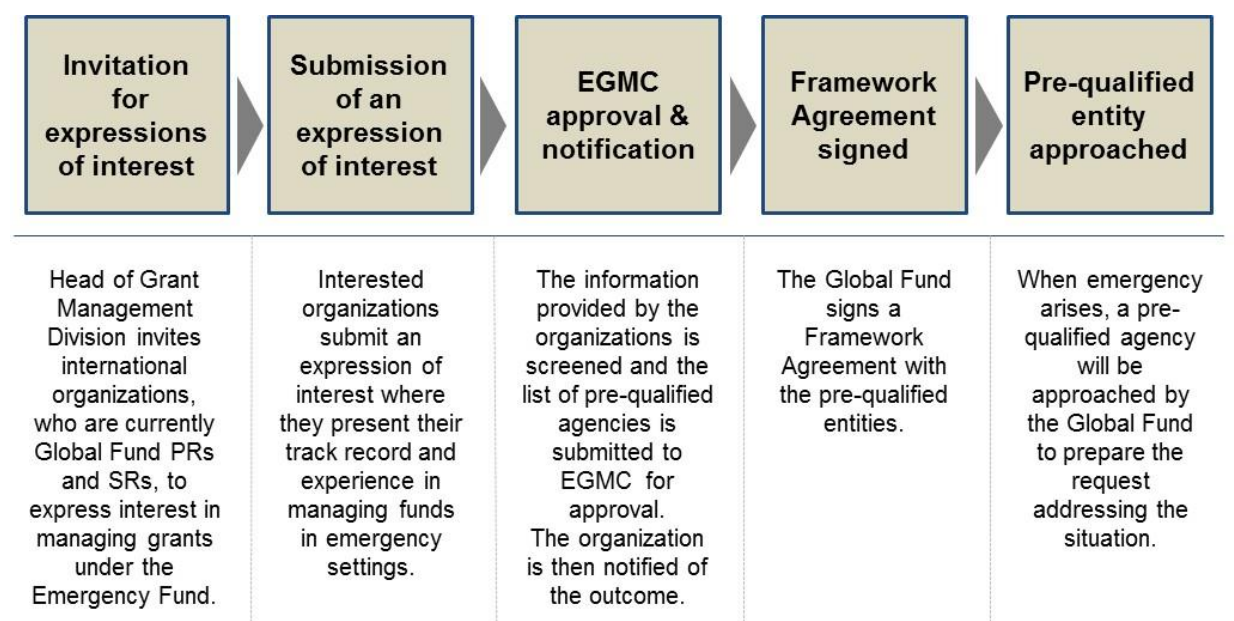 Invitation
for
expressions
of interest
Submission
of an
expression
of interest
EGMC
approval &
notification
Framework
Agreement
signed
Pre-qualified
entity
approached
Head of Grant
Management
Division invites
international
organizations,
who are currently
Global Fund PRs
and SRs, to
express interest in
managing grants
under the
Emergency Fund.
Interested
organizations
submit an
expression of
interest where
they present their
track record and
experience in
managing funds
in emergency
settings.
The information
provided by the
organizations is
screened and the
list of pre-qualified
agencies is
submitted to
EGMC for
approval.
The organization
is then notified of
the outcome.
The Global Fund
signs a
Framework
Agreement with
the pre-qualified
entities.
When emergency
arises, a pre-
qualified agency
will be
approached by
the Global Fund
to prepare the
request
addressing the
situation.